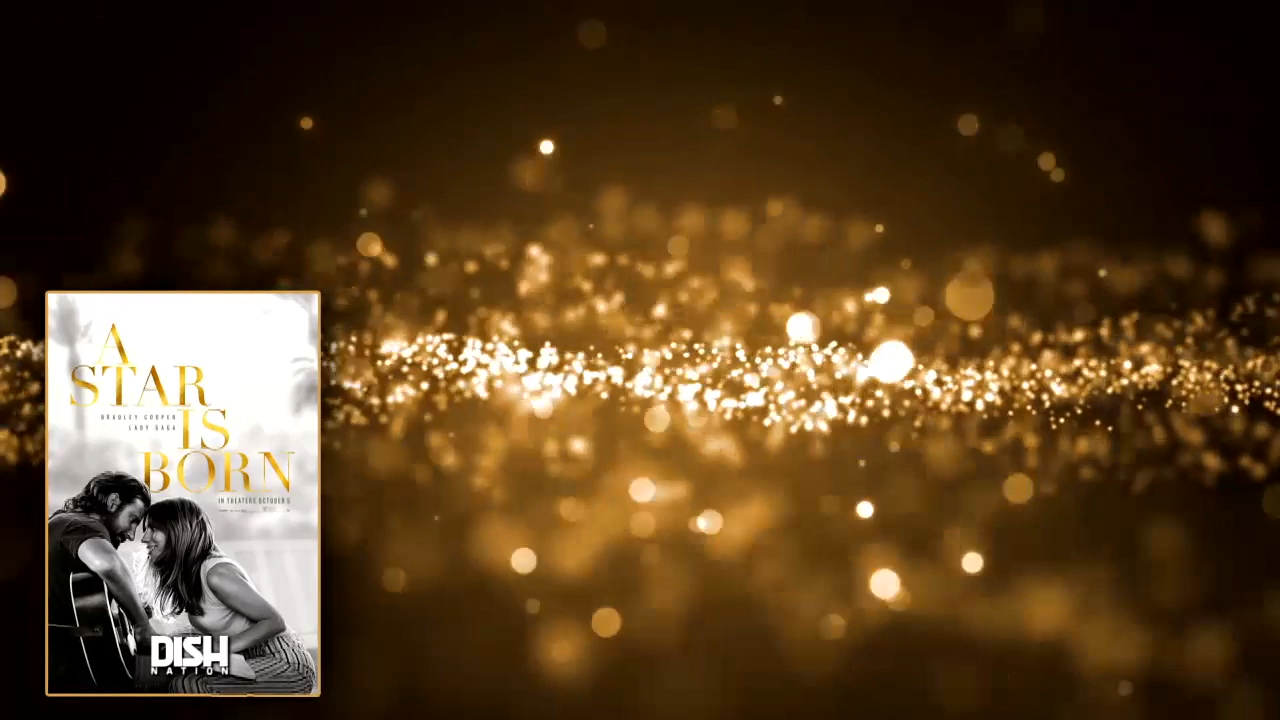 A
STAR
IS
BRADLEY COOPER
LADY GAGA
BORN
IN THEATERS OCTOBER 5
DISH
NATION